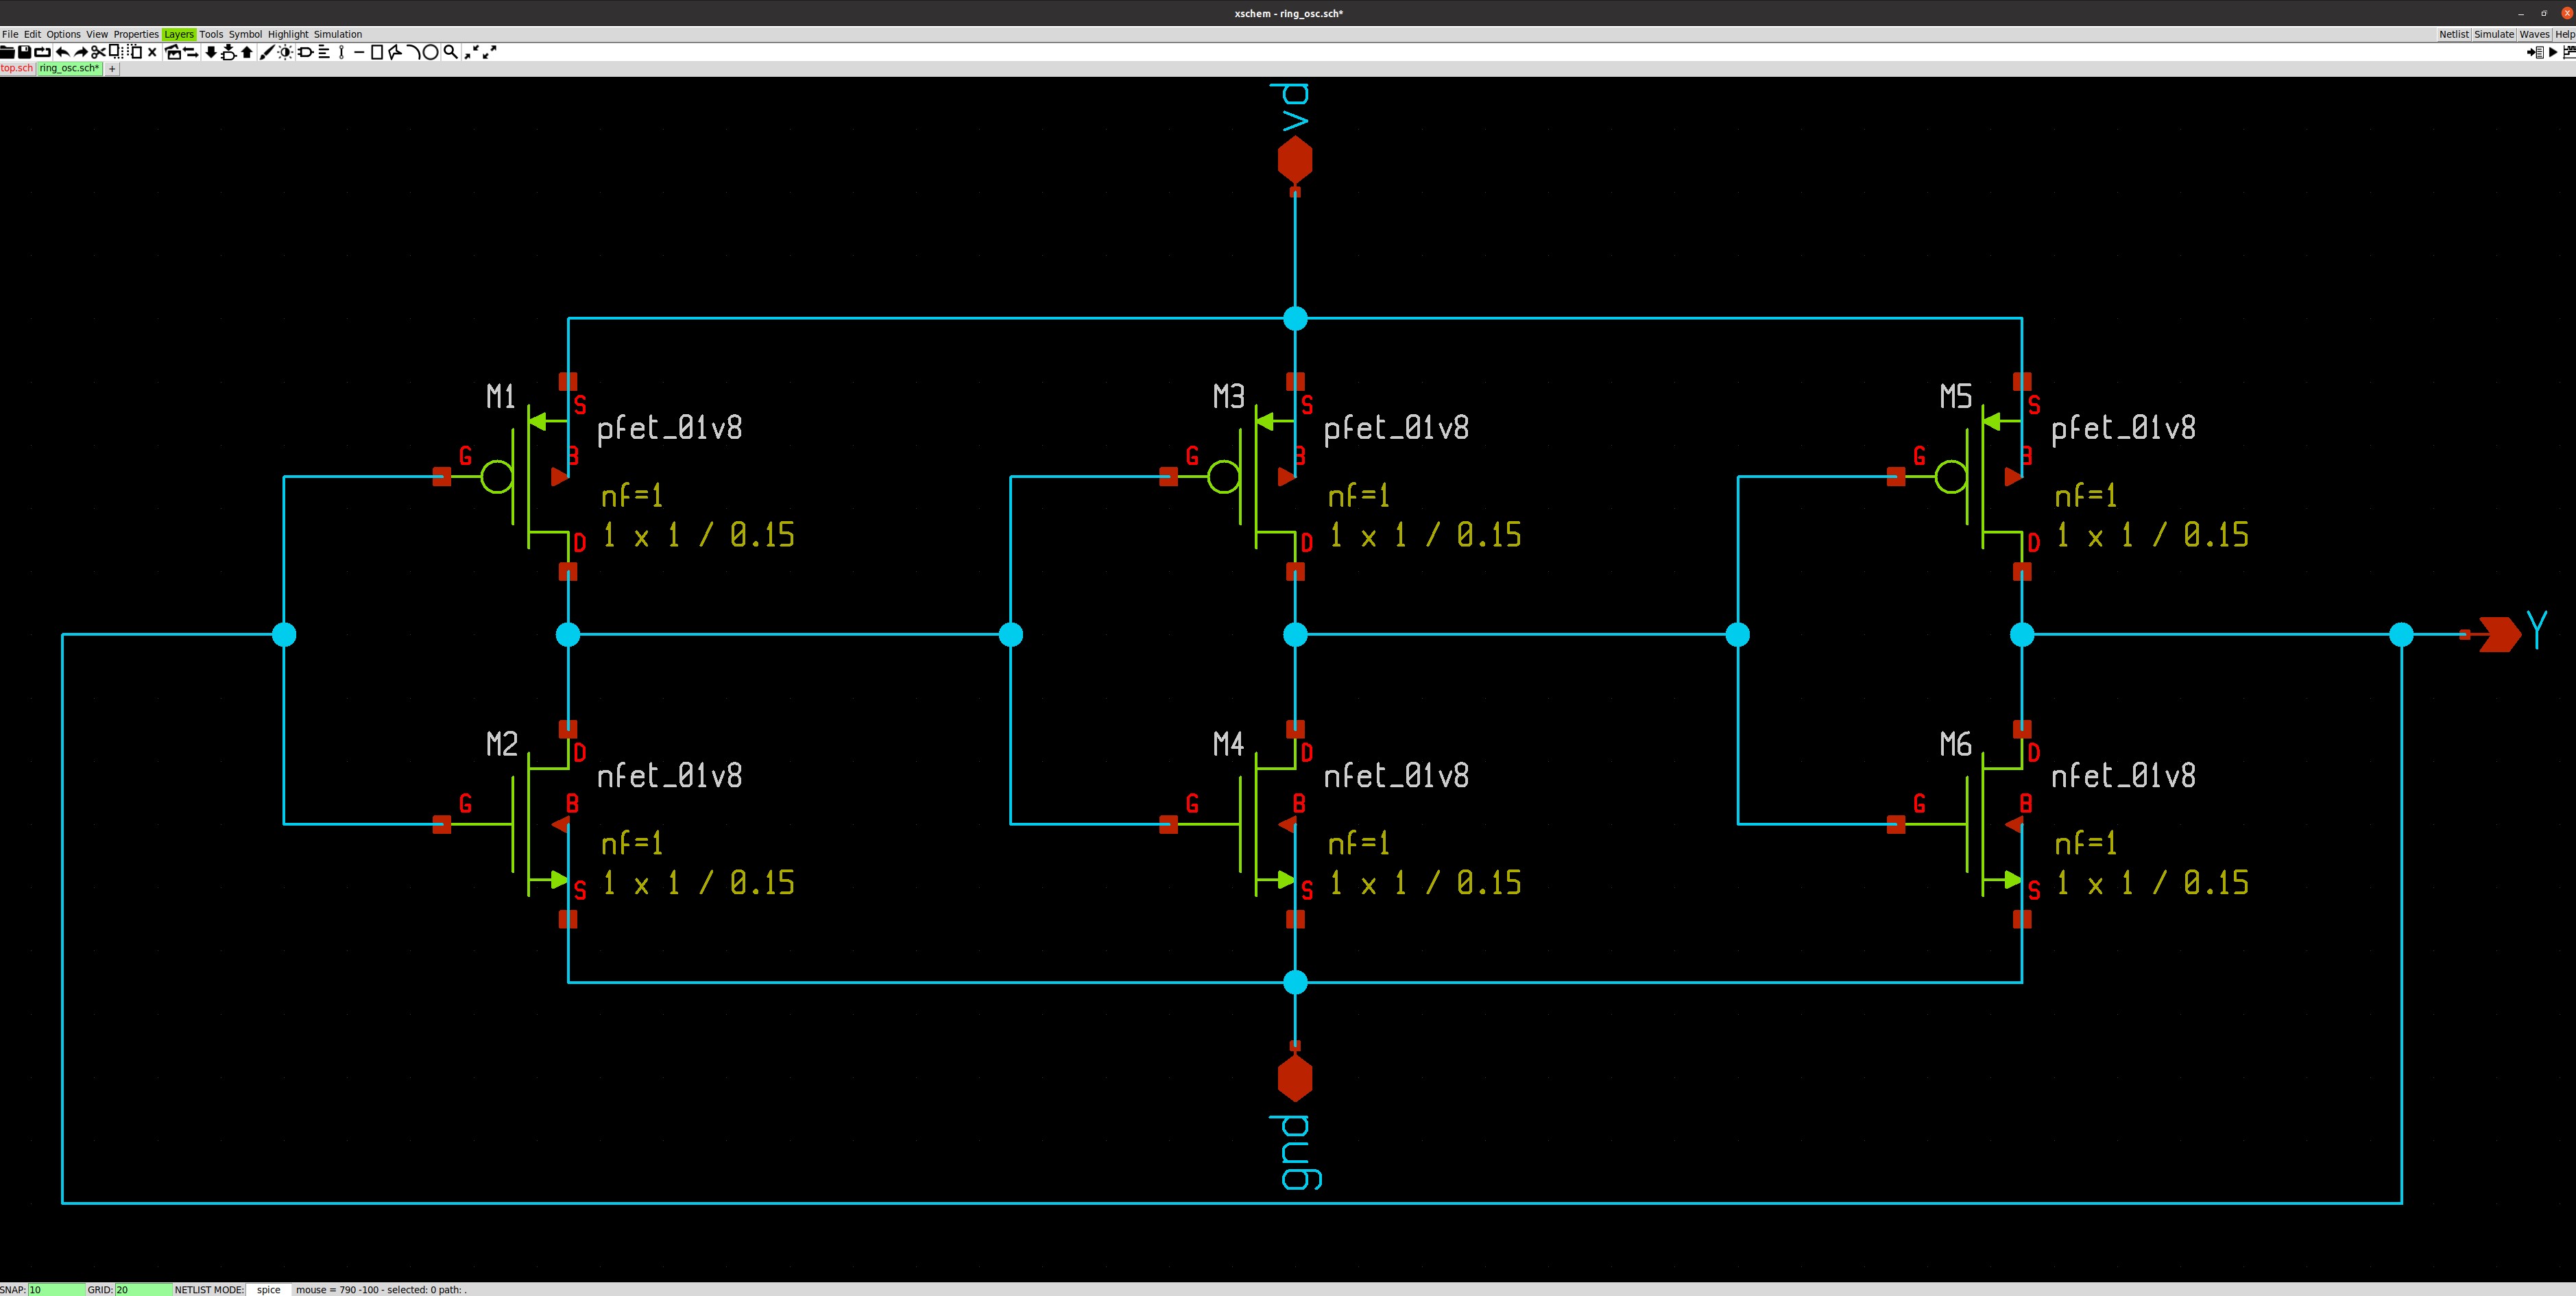 xschem - ring_osc.sch*
File Edit Options View Properties Layers Tools Symbol Highlight Simulation
Netlist Simulate Waves Help
top.sch ring_osc.sch* +
vd
M1
S
pfet_01v8
G
B
nf=1
D
1 x 1 / 0.15
M3
S
pfet_01v8
G
B
nf=1
D
1 x 1 / 0.15
M5
S
pfet_01v8
G
B
nf=1
D
1 x 1 / 0.15
Y
M2
D
nfet_01v8
G
B
nf=1
S
1 x 1 / 0.15
M4
D
nfet_01v8
G
B
nf=1
S
1 x 1 / 0.15
M6
D
nfet_01v8
G
B
nf=1
S
1 x 1 / 0.15
gnd
SNAP: 10 GRID: 20 NETLIST MODE: spice mouse = 790 -100 - selected: 0 path: .